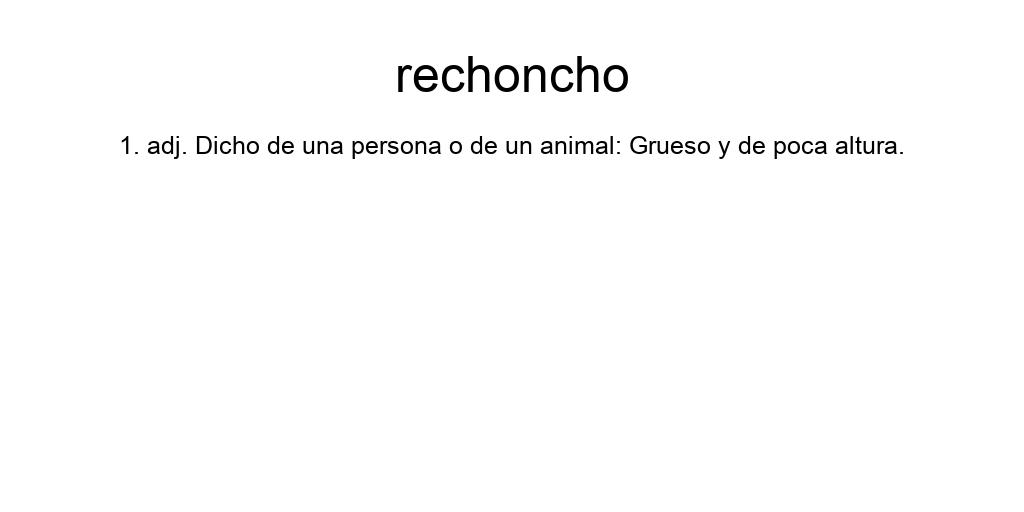 rechoncho
1. adj. Dicho de una persona o de un animal: Grueso y de poca altura.